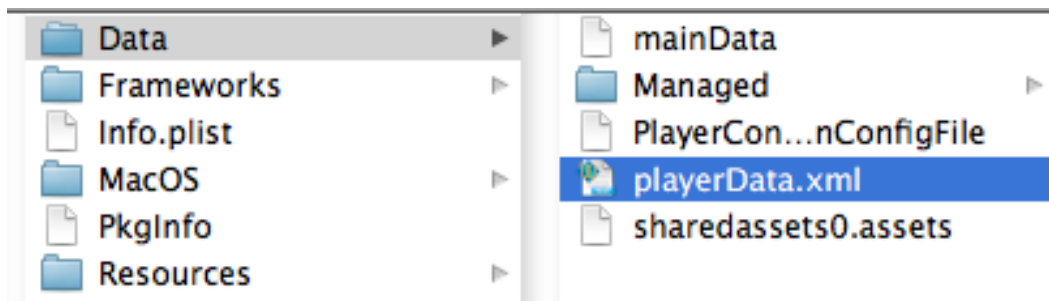 Data
Frameworks
Info.plist
MacOS
PkgInfo
Resources
mainData
Managed
PlayerCon...nConfigFile
playerData.xml
sharedassets0.assets